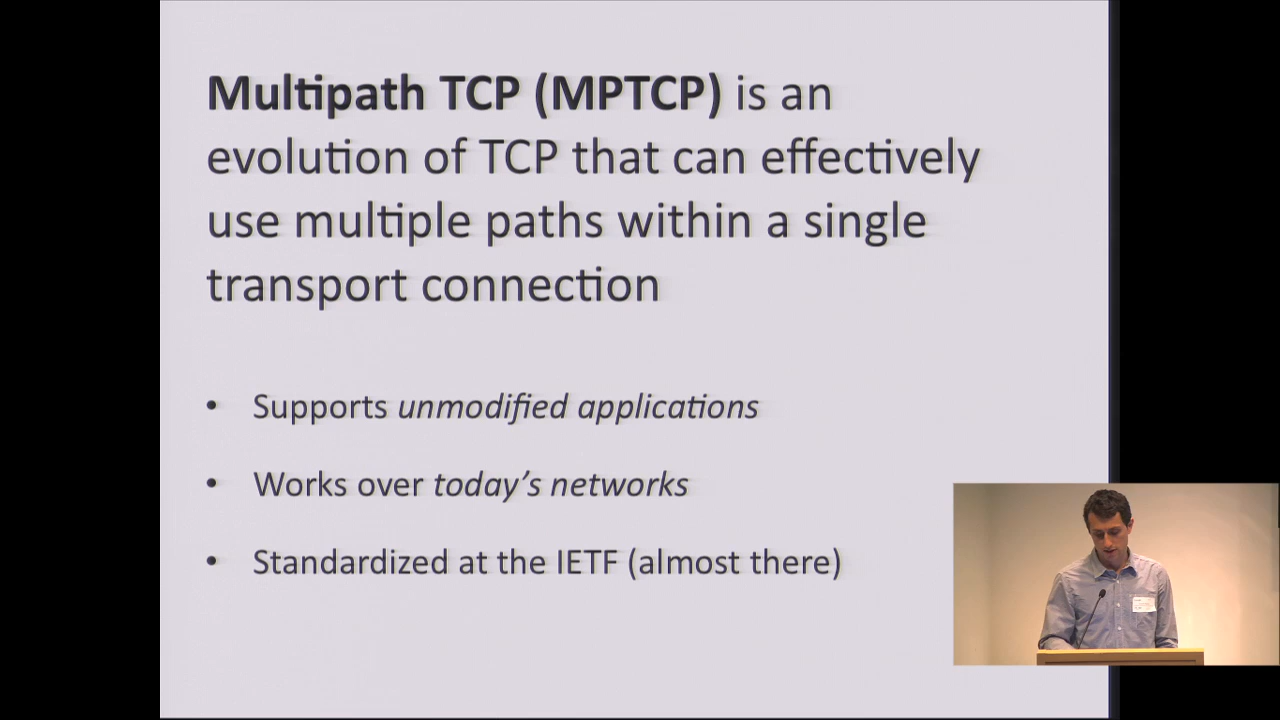 Multipath TCP (MPTCP) is an
evolution of TCP that can effectively
use multiple paths within a single
transport connection
• Supports unmodified applications
• Works over today's networks
• Standardized at the IETF (almost there)